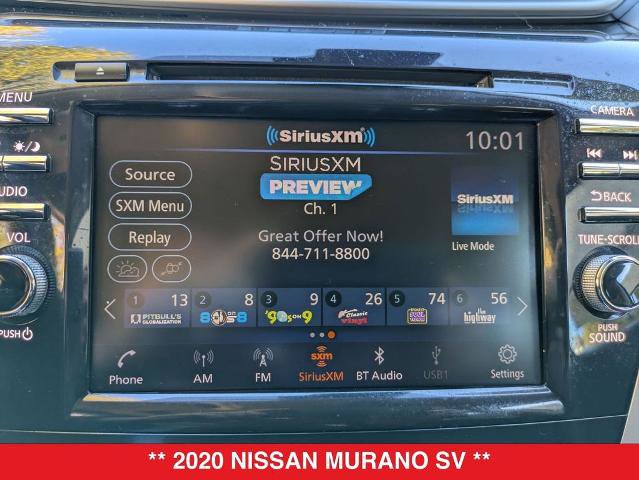 MENU
CAMERA
((SiriusXM))
10:01
SIRIUSXM
PREVIEW
Ch. 1
Source
SXM Menu
Replay
SiriusXM
Live Mode
Great Offer Now!
844-711-8800
BACK
AUDIO
VOL
PUSH
TUNE-SCROLL
PUSH
SOUND
1 13
PITBULL'S
GLOBALIZATION
2 8
80s on 8
3 9
'90s ON 9
4 26
Classic
vinyl
5 74
6 56
the
highway
Phone
AM
FM
sxm
SiriusXM
BT Audio
USB1
Settings
** 2020 NISSAN MURANO SV **